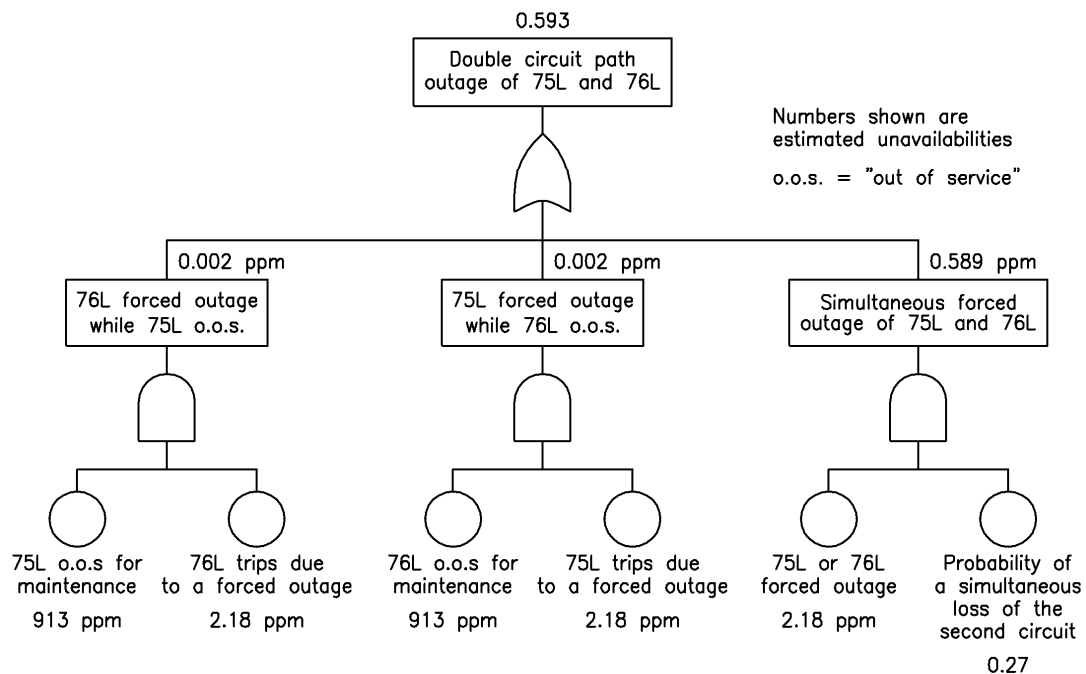 0.593
Double circuit path
outage of 75L and 76L
Numbers shown are
estimated unavailabilities
o.o.s. = "out of service"
0.002 ppm
76L forced outage
while 75L o.o.s.
0.002 ppm
75L forced outage
while 76L o.o.s.
0.589 ppm
Simultaneous forced
outage of 75L and 76L
75L o.o.s for
maintenance
913 ppm
76L trips due
to a forced outage
2.18 ppm
76L o.o.s for
maintenance
913 ppm
75L trips due
to a forced outage
2.18 ppm
75L or 76L
forced outage
2.18 ppm
Probability of
a simultaneous
loss of the
second circuit
0.27